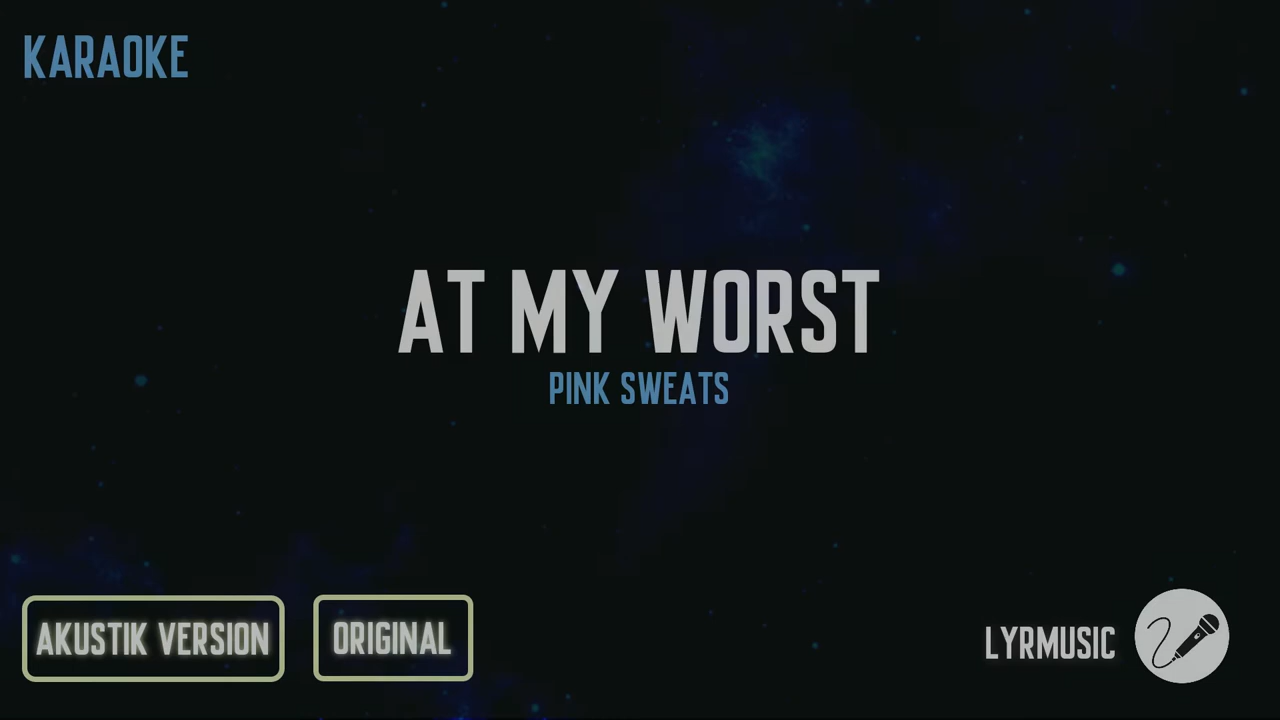 KARAOKE
AT MY WORST
PINK SWEATS
AKUSTIK VERSION
ORIGINAL
LYRMUSIC